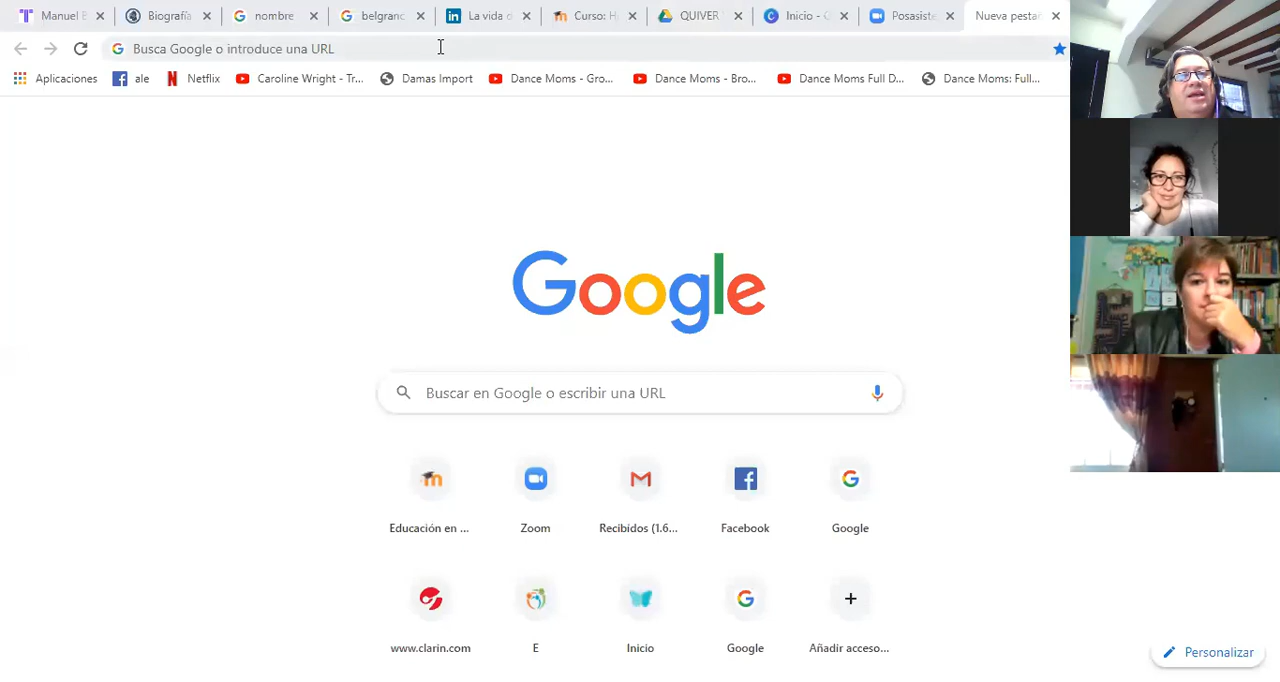 Manuel B
Biografía
nombre
belgranc
La vida d
Curso: H
QUIVER
Inicio - 
Posasiste
Nueva pesta
Busca Google o introduce una URL
Aplicaciones
ale
Netflix
Caroline Wright - Tr...
Damas Import
Dance Moms - Gro...
Dance Moms - Bro...
Dance Moms Full D...
Dance Moms: Full...
Google
Buscar en Google o escribir una URL
Educación en ...
Zoom
Recibidos (1.6...
Facebook
Google
www.clarin.com
E
Inicio
Google
Añadir acceso...
Personalizar